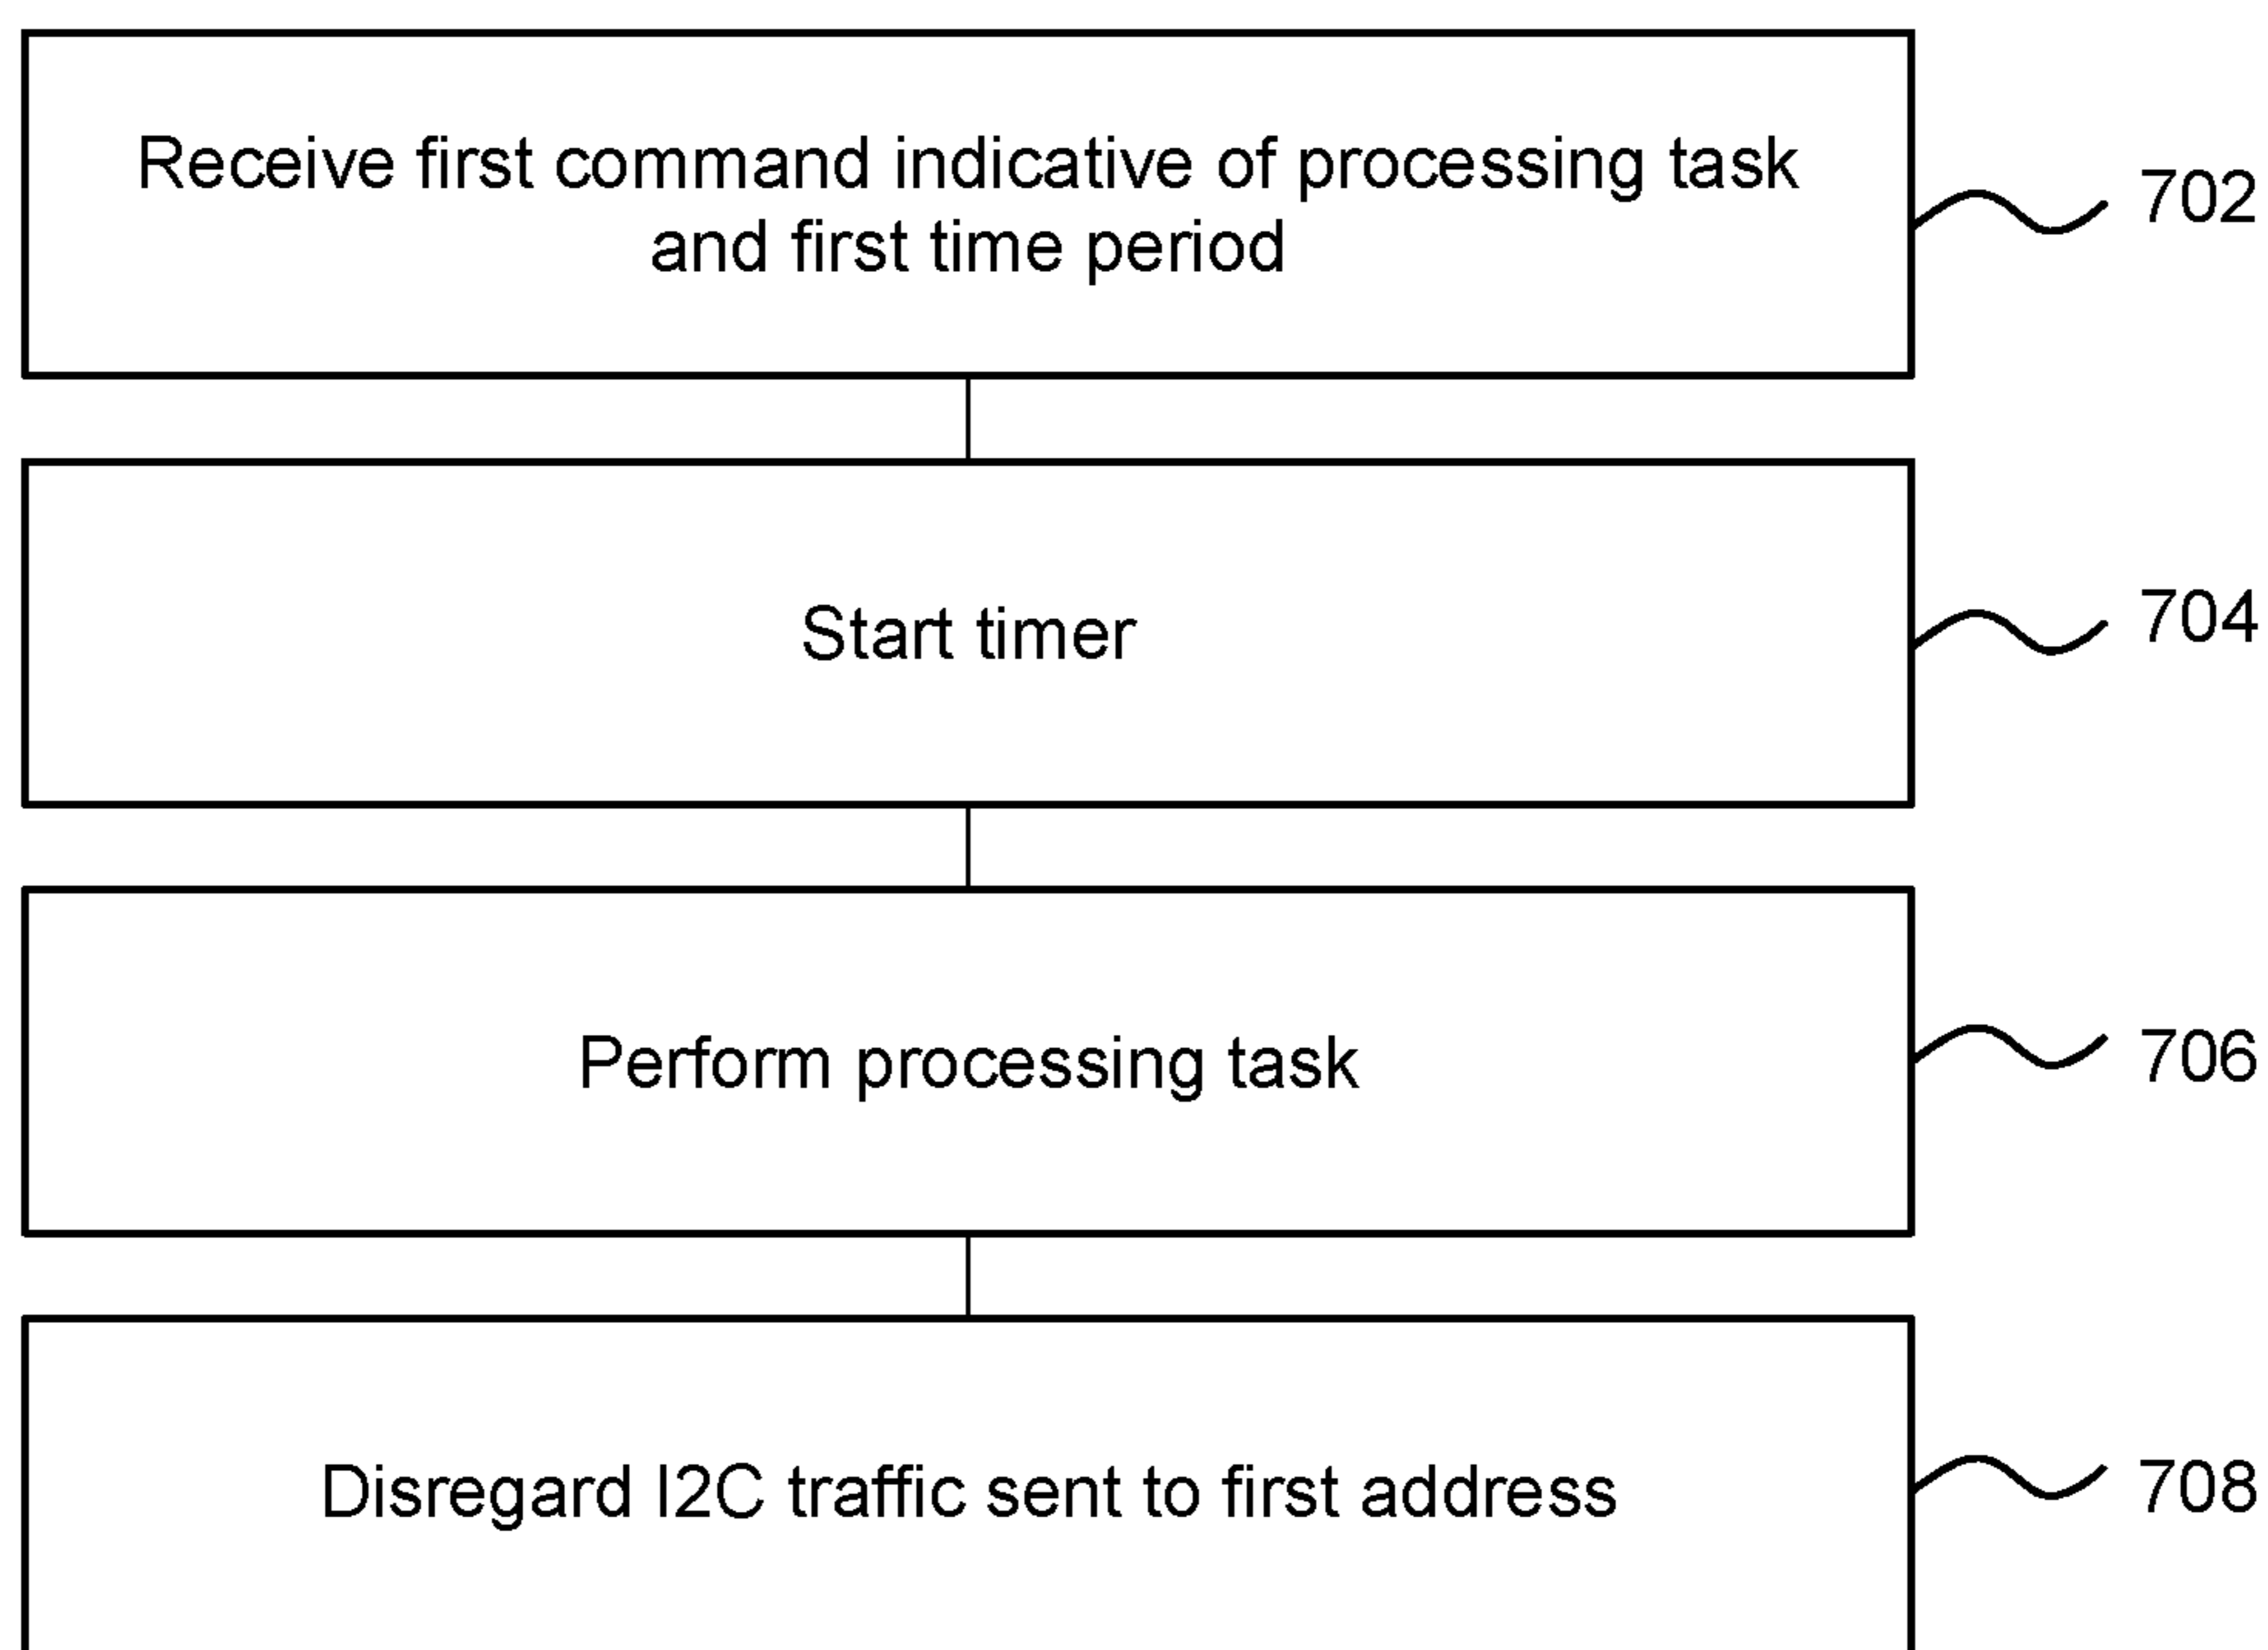 Receive first command indicative of processing task
and first time period
702
Start timer
704
Perform processing task
706
Disregard I2C traffic sent to first address
708